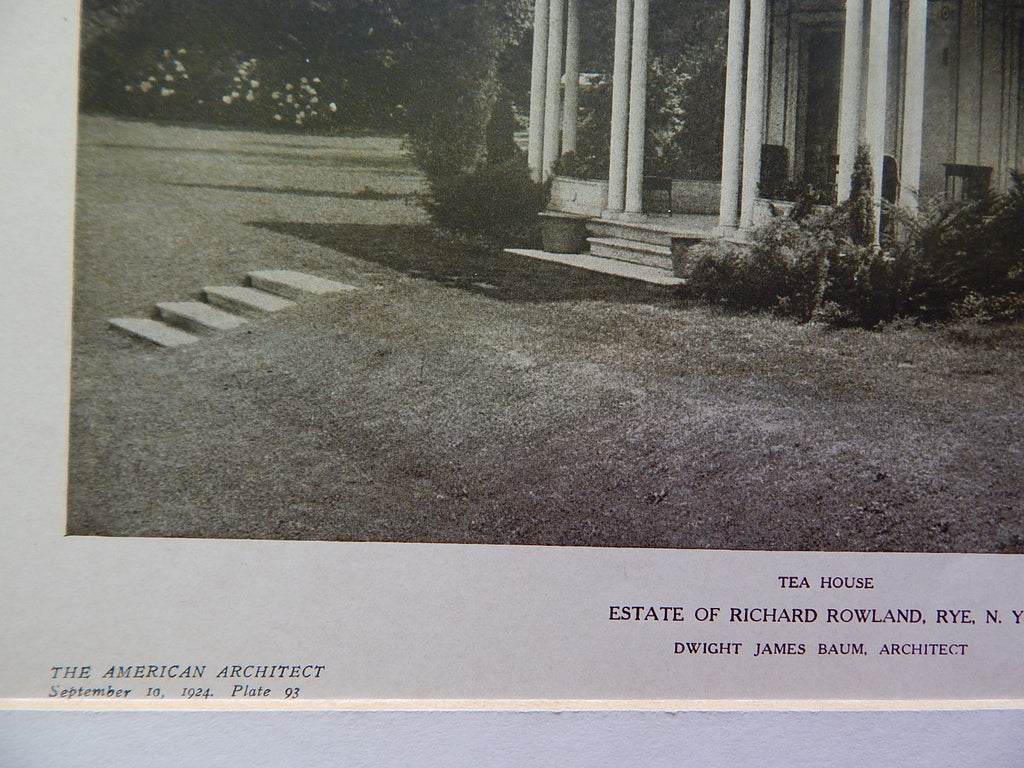 TEA HOUSE
ESTATE OF RICHARD ROWLAND, RYE, N. Y
DWIGHT JAMES BAUM, ARCHITECT
THE AMERICAN ARCHITECT
September 10, 1924. Plate 93